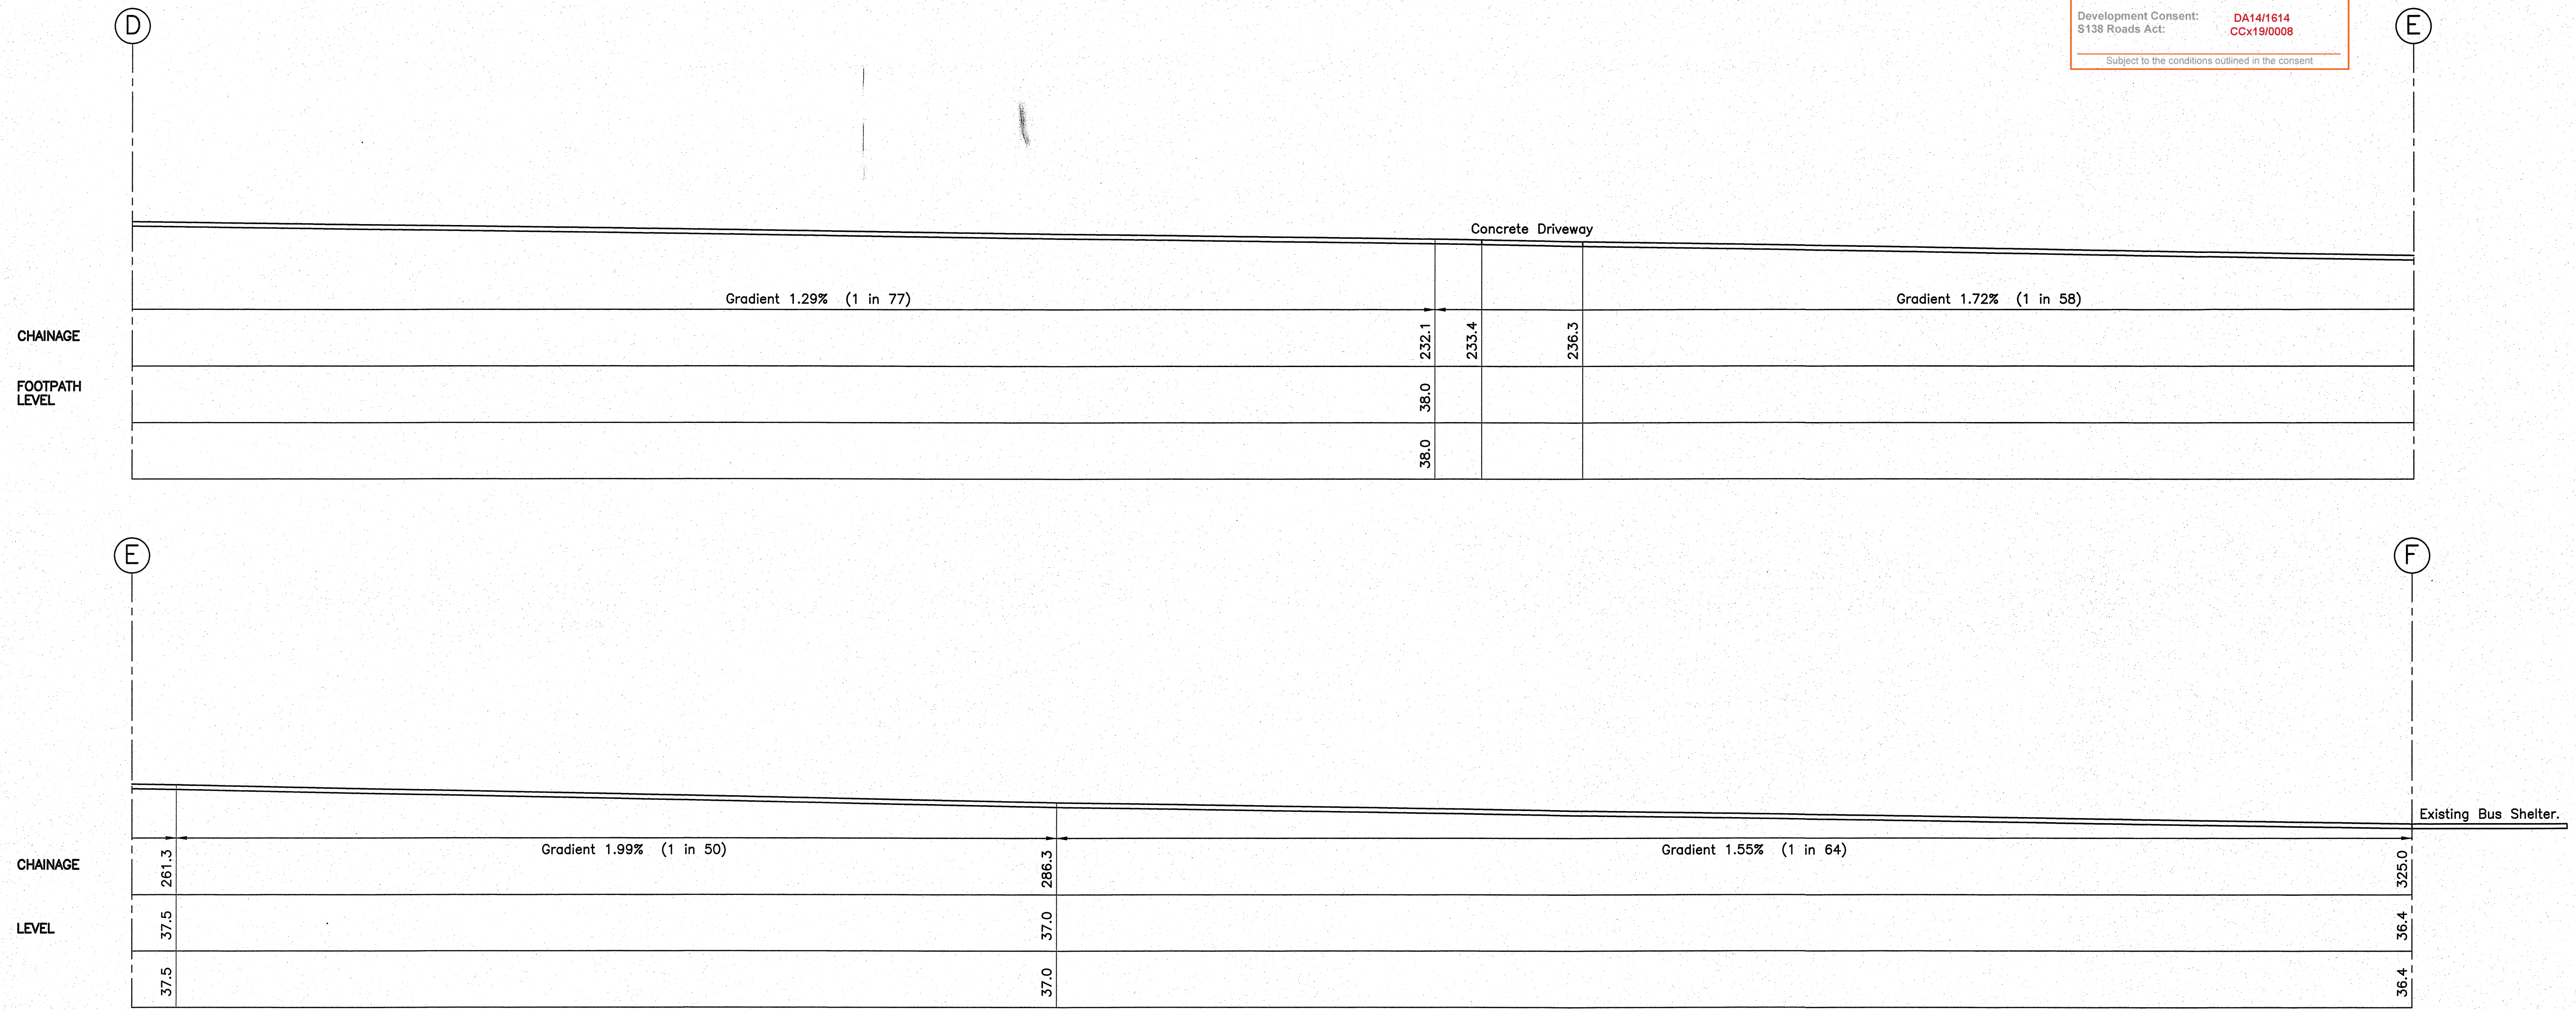 D
E
Development Consent: DA14/1614
S138 Roads Act: CCx19/0008
Subject to the conditions outlined in the consent
Concrete Driveway
Gradient 1.29% (1 in 77)
Gradient 1.72% (1 in 58)
CHAINAGE
232.1
233.4
236.3
FOOTPATH
LEVEL
38.0
38.0
E
F
Existing Bus Shelter.
Gradient 1.99% (1 in 50)
Gradient 1.55% (1 in 64)
CHAINAGE
261.3
286.3
325.0
LEVEL
37.5
37.0
36.4
37.5
37.0
36.4